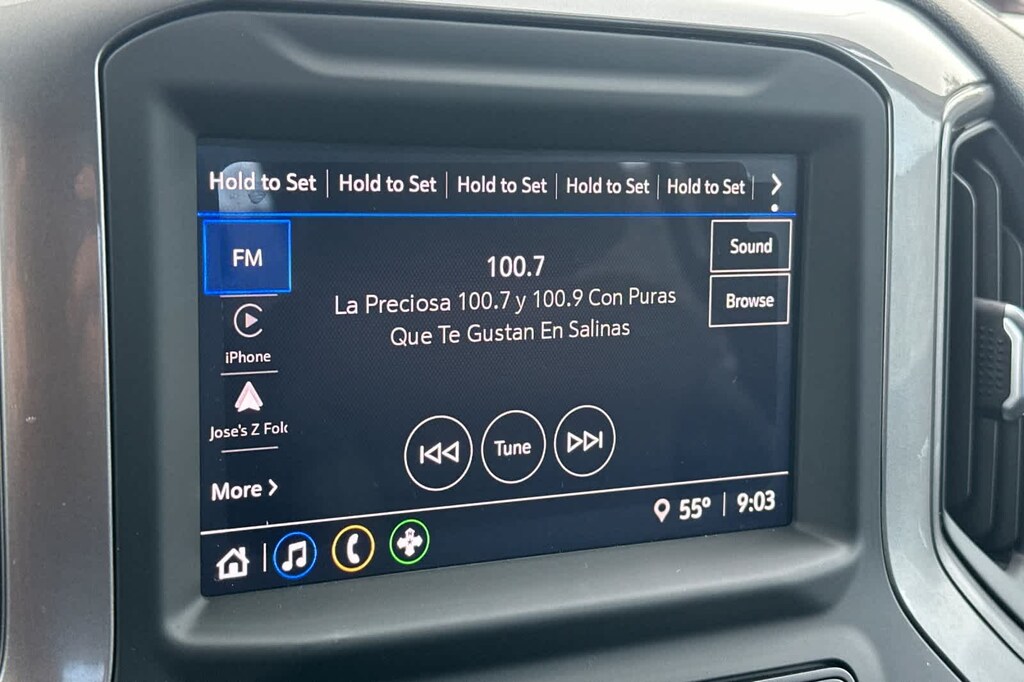 Hold to Set Hold to Set Hold to Set Hold to Set Hold to Set
FM
Sound
100.7
La Preciosa 100.7 y 100.9 Con Puras
Que Te Gustan En Salinas
Browse
iPhone
Jose's Z Fold
Tune
More
55° 9:03